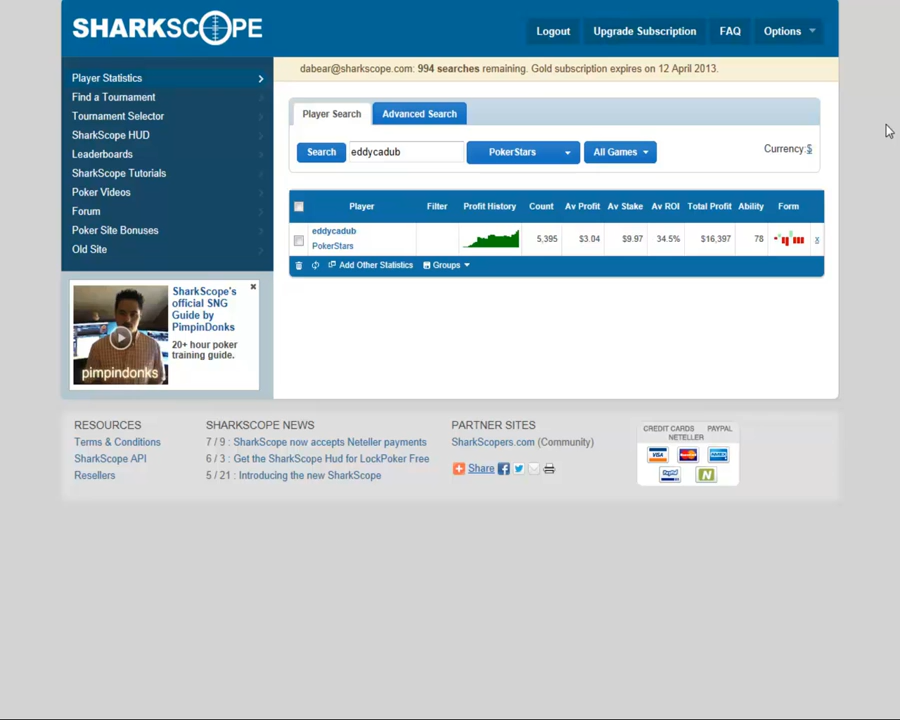 SHARKSCOPE
Logout
Upgrade Subscription
FAQ
Options
dabear@sharkscope.com: 994 searches remaining. Gold subscription expires on 12 April 2013.
Player Statistics
Find a Tournament
Tournament Selector
SharkScope HUD
Leaderboards
SharkScope Tutorials
Poker Videos
Forum
Poker Site Bonuses
Old Site
Player Search
Advanced Search
Search
eddycadub
PokerStars
All Games
Currency:$
Player
Filter
Profit History
Count
Av Profit
Av Stake
Av ROI
Total Profit
Ability
Form
eddycadub
PokerStars
5,395
$3.04
$9.97
34.5%
$16,397
78
x
Add Other Statistics
Groups
SharkScope's
official SNG
Guide by
PimpinDonks
20+ hour poker
training guide.
pimpindonks
RESOURCES
Terms & Conditions
SharkScope API
Resellers
SHARKSCOPE NEWS
7 / 9 : SharkScope now accepts Neteller payments
6 / 3 : Get the SharkScope Hud for LockPoker Free
5 / 21 : Introducing the new SharkScope
PARTNER SITES
SharkScopers.com (Community)
Share
CREDIT CARDS PAYPAL
NETELLER
VISA